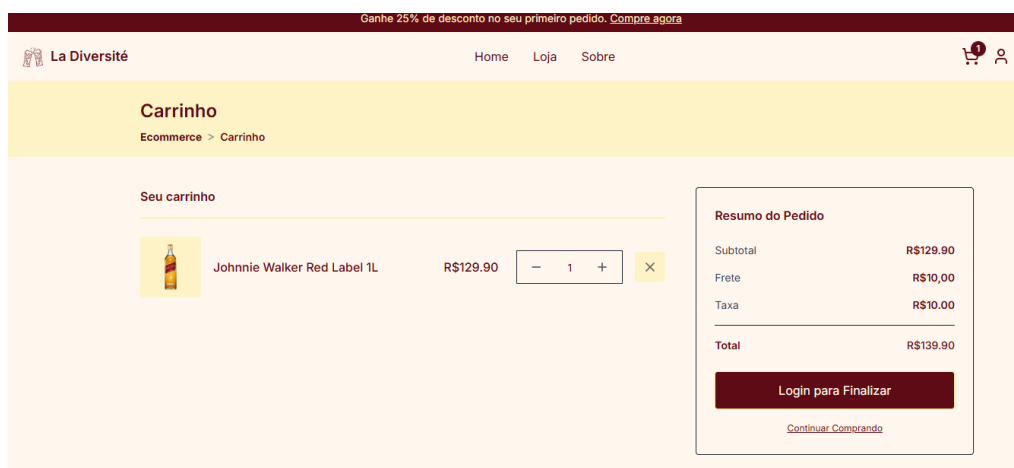 Ganhe 25% de desconto no seu primeiro pedido. Compre agora
La Diversité
Home Loja Sobre
1
Carrinho
Ecommerce > Carrinho
Seu carrinho
Johnnie Walker Red Label 1L R$129.90 − 1 + ×
Resumo do Pedido
Subtotal R$129.90
Frete R$10,00
Taxa R$10.00
Total R$139.90
Login para Finalizar
Continuar Comprando